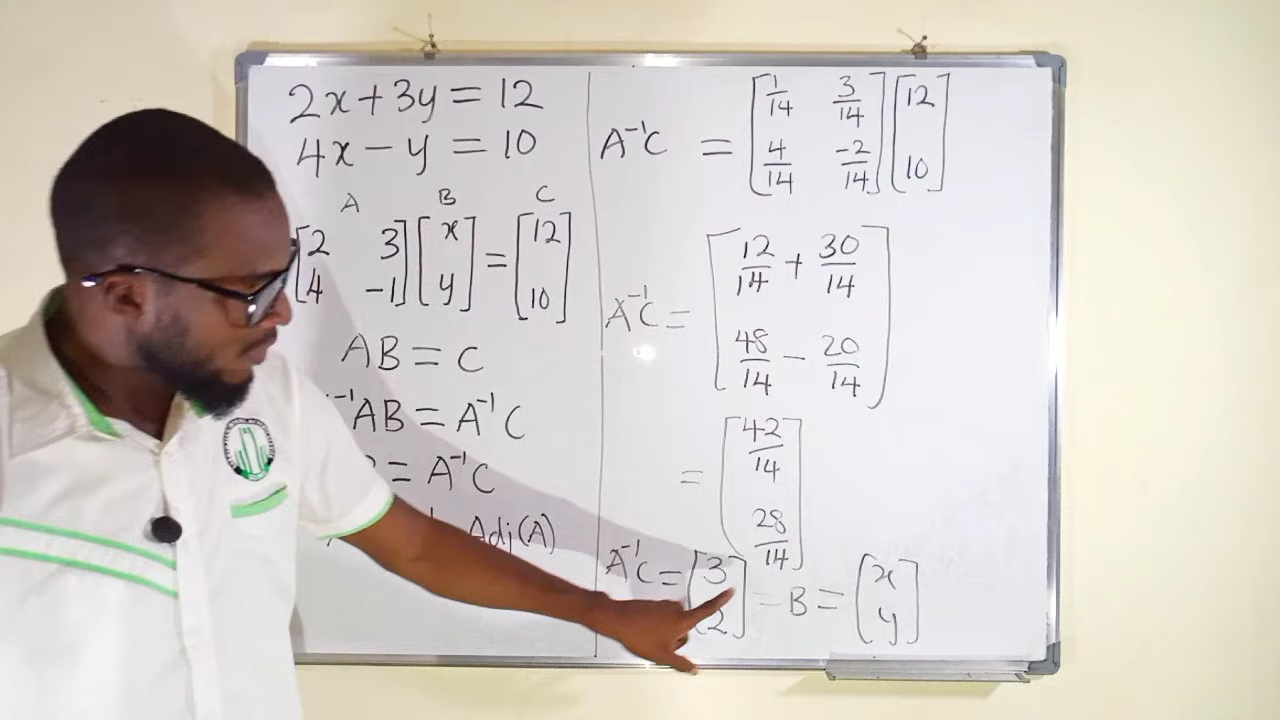 2x+3y = 12
4x - y = 10
A B C
[2 3] [x] = [12]
[4 -1] [y] [10]
AB = C
⁻¹AB = A⁻¹C
= A⁻¹C
Adj(A)
A⁻¹C = [1/14 3/14] [12]
[4/14 -2/14] [10]
A⁻¹C = [12/14 + 30/14]
[48/14 - 20/14]
= [42/14]
[28/14]
A⁻¹C = [3] = B = [x]
[2] [y]